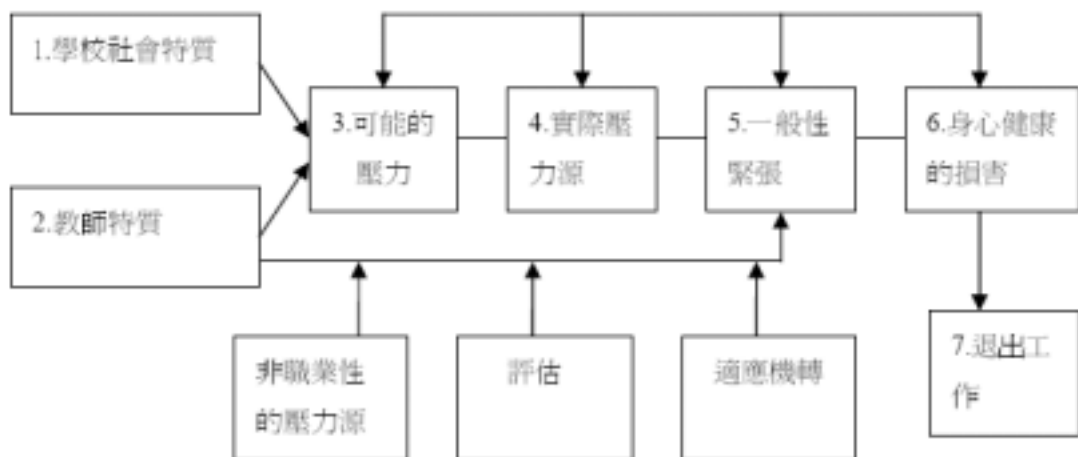 1.學校社會特質
2.教師特質
3.可能的
壓力
4.實際壓
力源
5.一般性
緊張
6.身心健康
的損害
非職業性
的壓力源
評估
適應機轉
7.退出工
作